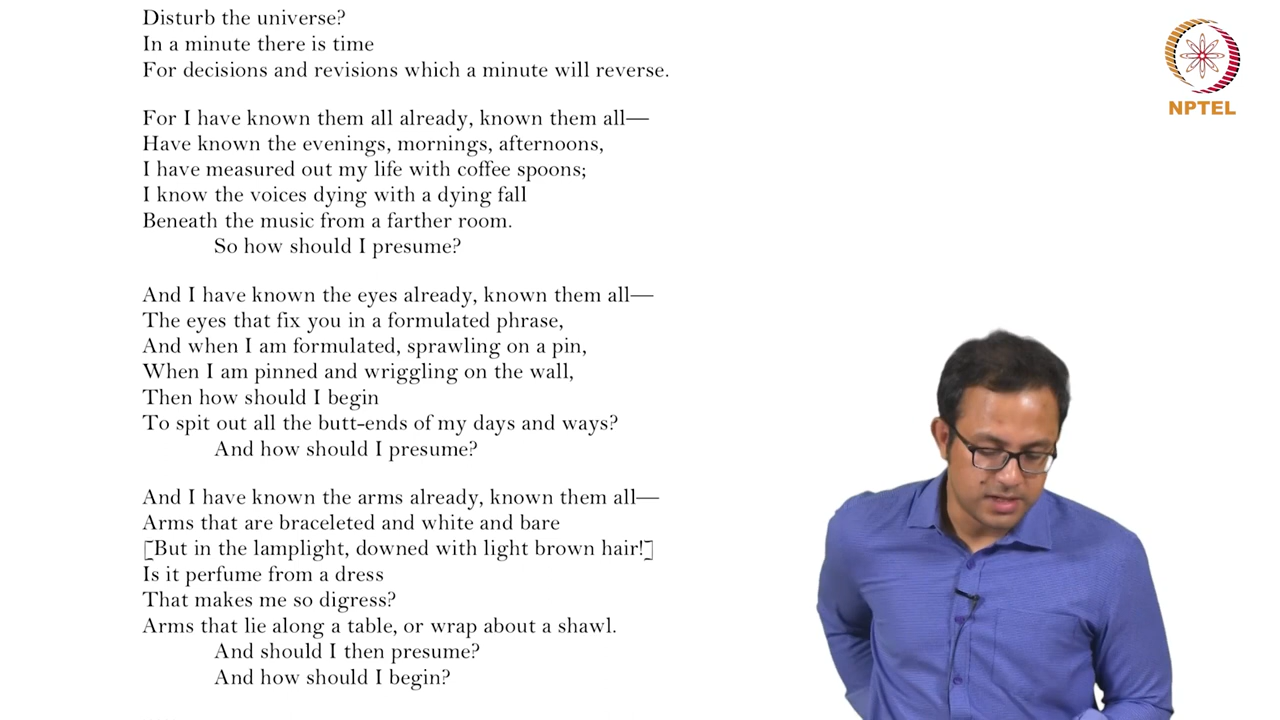 Disturb the universe?
In a minute there is time
For decisions and revisions which a minute will reverse.
For I have known them all already, known them all—
Have known the evenings, mornings, afternoons,
I have measured out my life with coffee spoons;
I know the voices dying with a dying fall
Beneath the music from a farther room.
So how should I presume?
And I have known the eyes already, known them all—
The eyes that fix you in a formulated phrase,
And when I am formulated, sprawling on a pin,
When I am pinned and wriggling on the wall,
Then how should I begin
To spit out all the butt-ends of my days and ways?
And how should I presume?
And I have known the arms already, known them all—
Arms that are braceleted and white and bare
[But in the lamplight, downed with light brown hair!]
Is it perfume from a dress
That makes me so digress?
Arms that lie along a table, or wrap about a shawl.
And should I then presume?
And how should I begin?
NPTEL